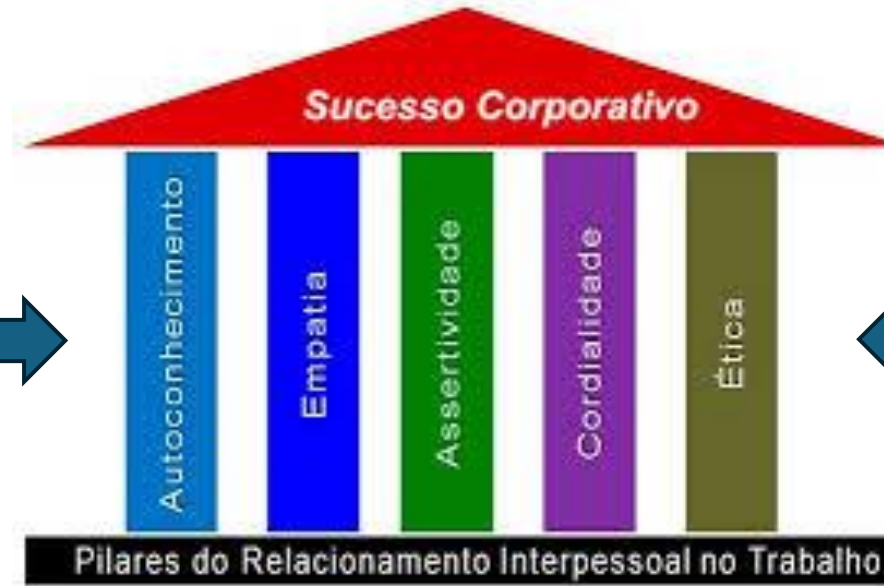 Sucesso Corporativo
Autoconhecimento
Empatia
Assertividade
Cordialidade
Ética
Pilares do Relacionamento Interpessoal no Trabalho